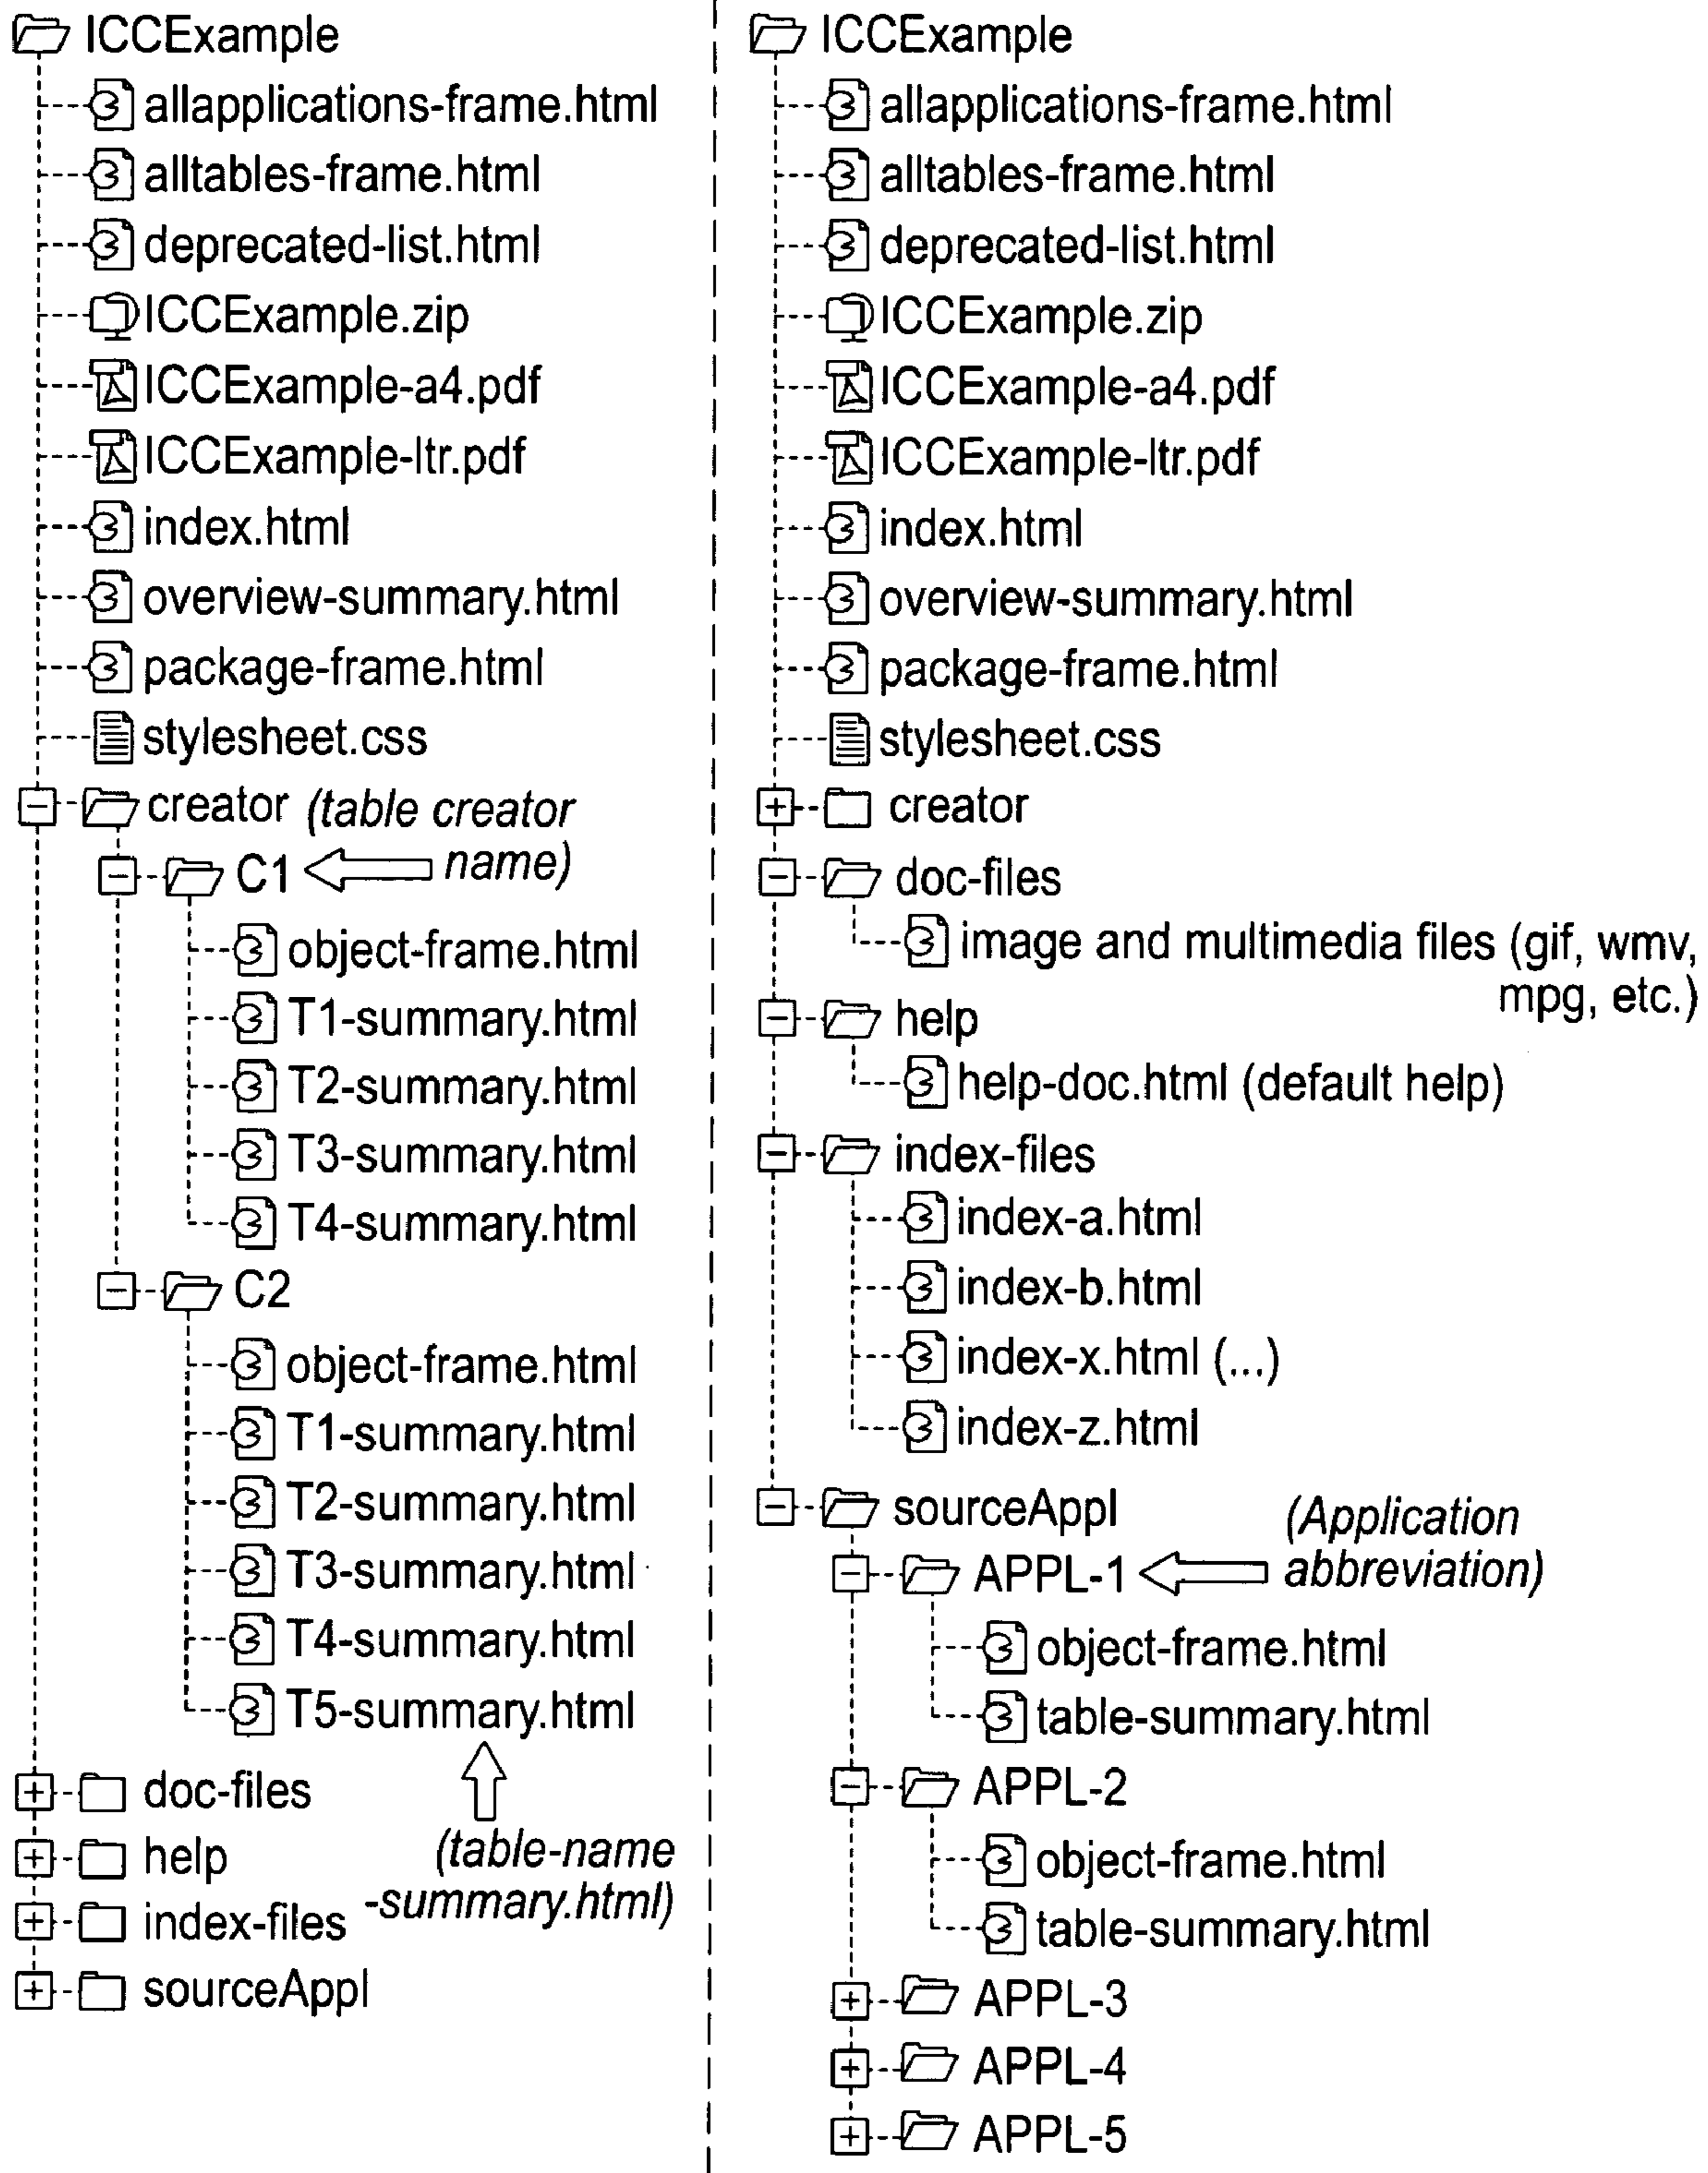 ICCExample
allapplications-frame.html
alltables-frame.html
deprecated-list.html
ICCExample.zip
ICCExample-a4.pdf
ICCExample-ltr.pdf
index.html
overview-summary.html
package-frame.html
stylesheet.css
creator (table creator
C1 name)
object-frame.html
T1-summary.html
T2-summary.html
T3-summary.html
T4-summary.html
C2
object-frame.html
T1-summary.html
T2-summary.html
T3-summary.html
T4-summary.html
T5-summary.html
doc-files
help (table-name
index-files -summary.html)
sourceAppl
ICCExample
allapplications-frame.html
alltables-frame.html
deprecated-list.html
ICCExample.zip
ICCExample-a4.pdf
ICCExample-ltr.pdf
index.html
overview-summary.html
package-frame.html
stylesheet.css
creator
doc-files
image and multimedia files (gif, wmv,
mpg, etc.)
help
help-doc.html (default help)
index-files
index-a.html
index-b.html
index-x.html (...)
index-z.html
sourceAppl (Application
APPL-1 abbreviation)
object-frame.html
table-summary.html
APPL-2
object-frame.html
table-summary.html
APPL-3
APPL-4
APPL-5